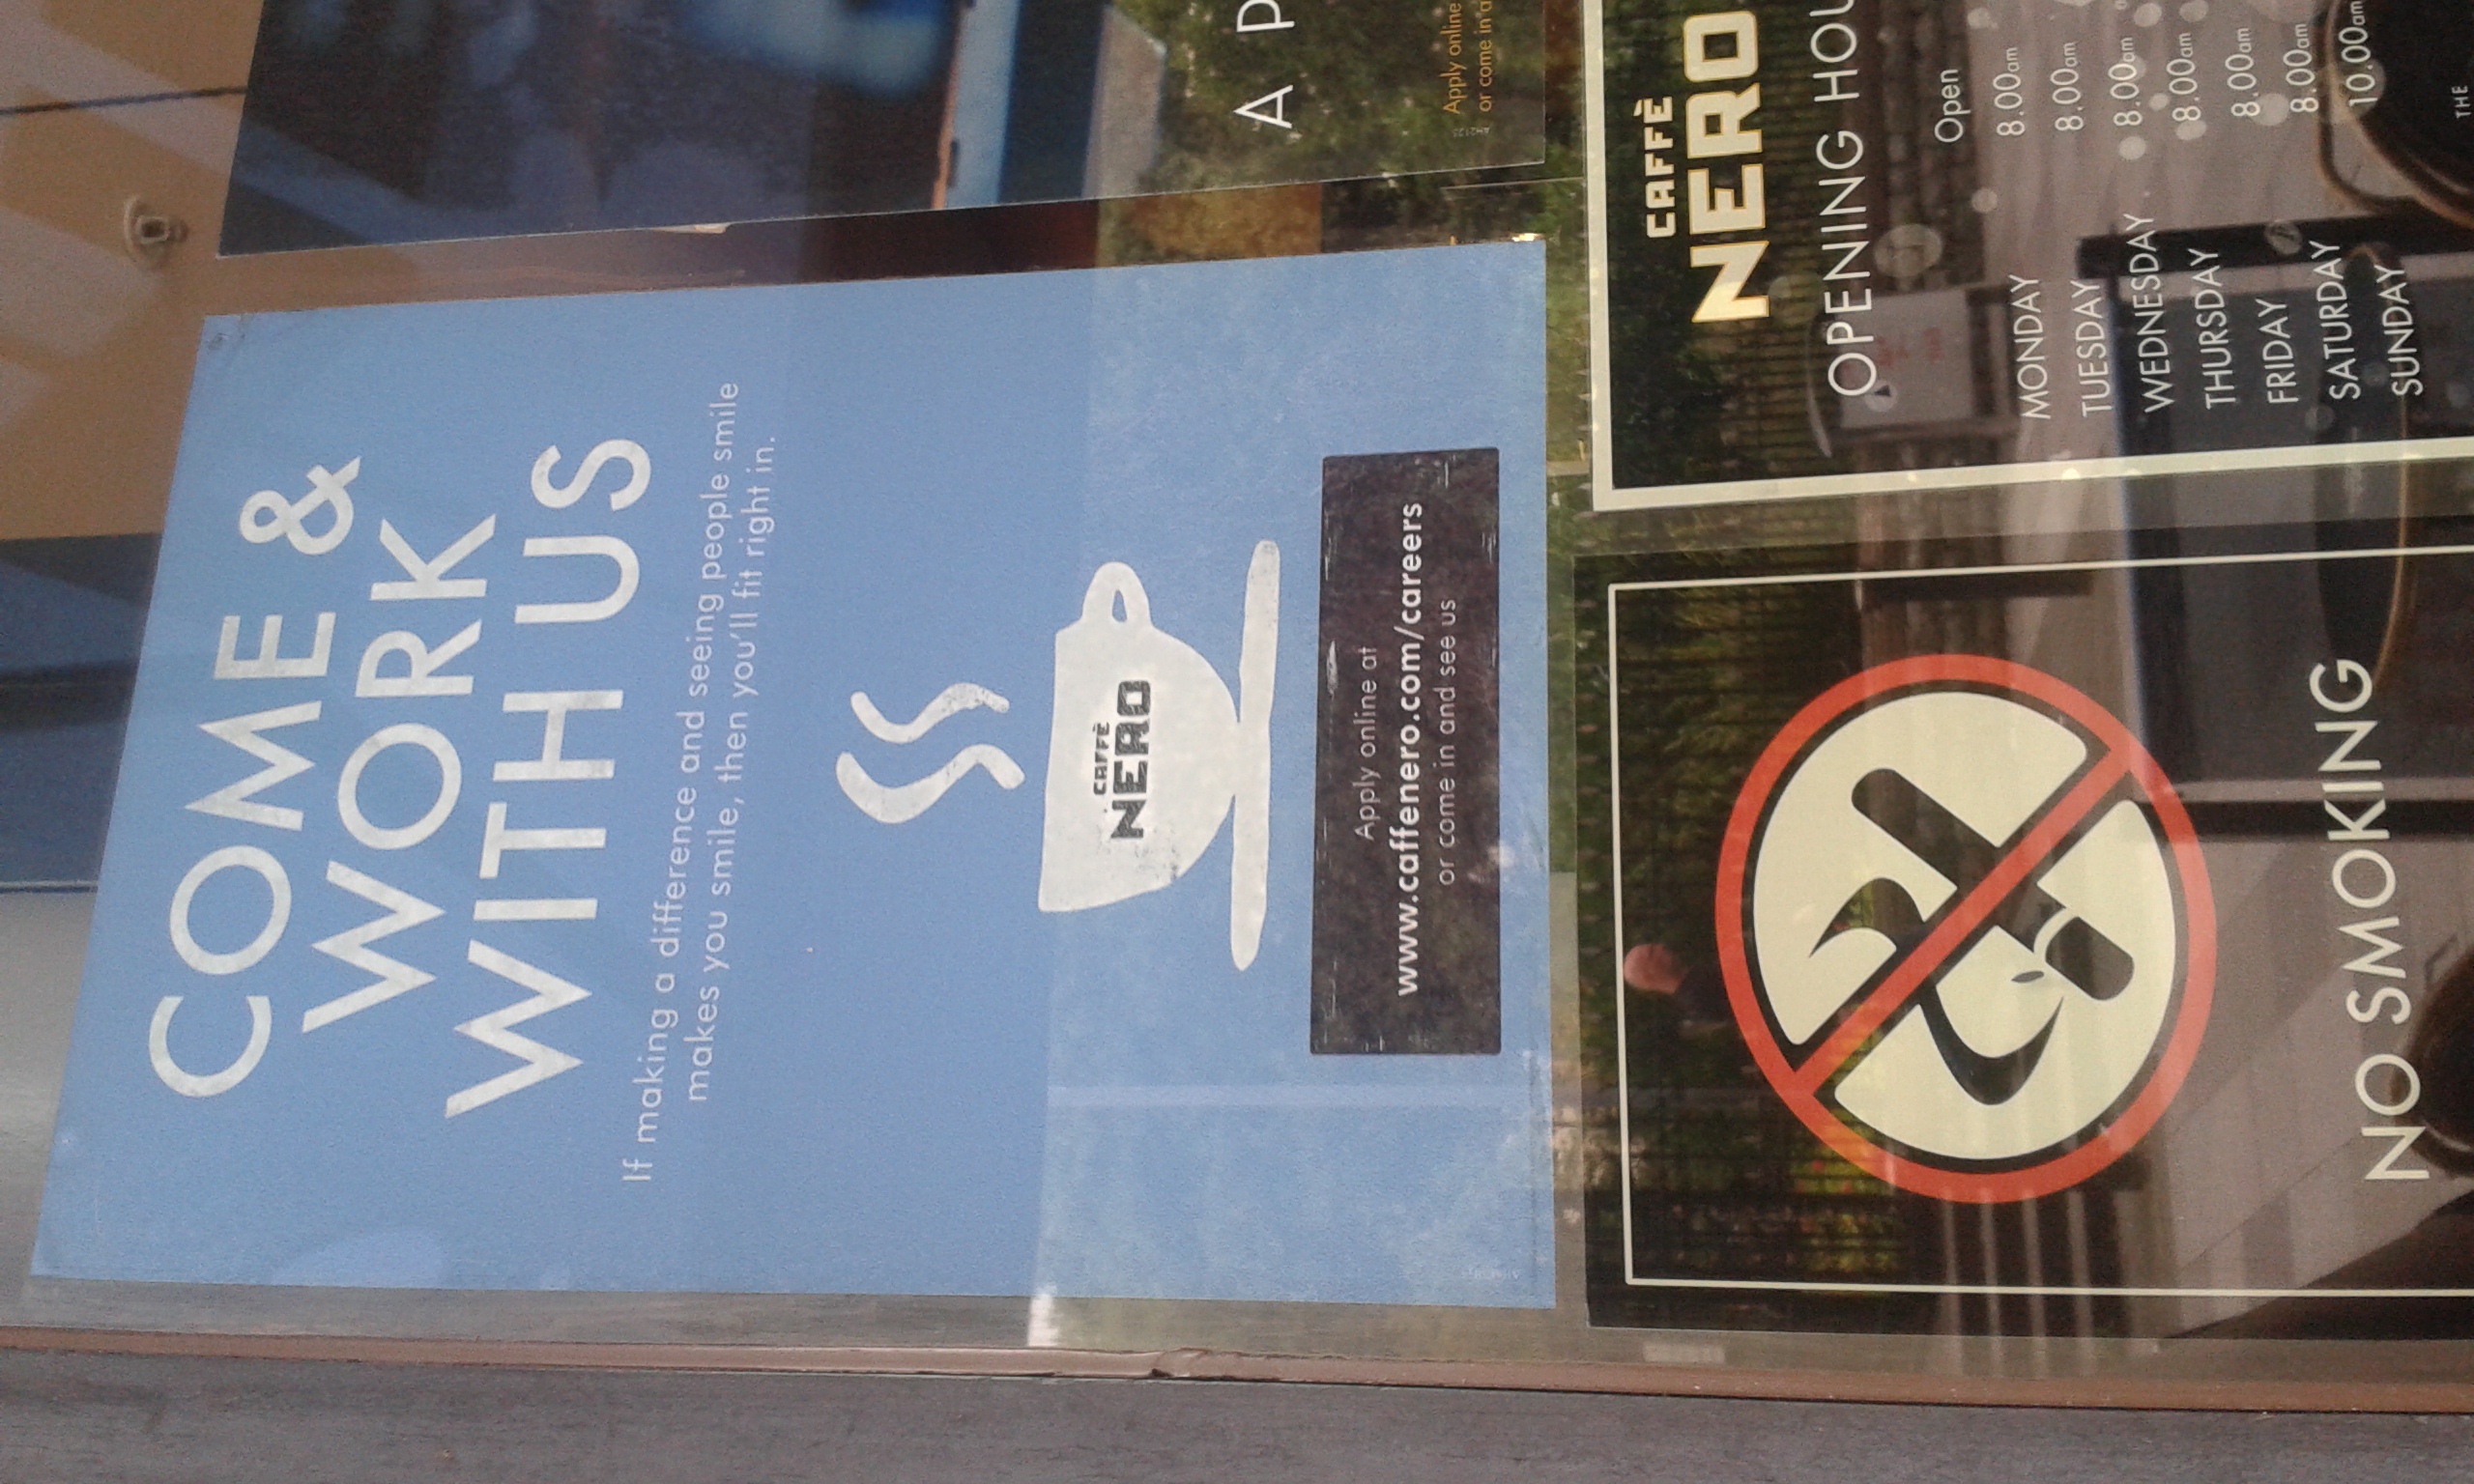 COME &
WORK
WITH US
If making a difference and seeing people smile
makes you smile, then you'll fit right in.
CAFFÈ
NERO
Apply online at
www.caffenero.com/careers
or come in and see us
A P
Apply online
or come in a
NO SMOKING
CAFFÈ
NERO
OPENING HOU
Open
MONDAY 8.00am
TUESDAY 8.00am
WEDNESDAY 8.00am
THURSDAY 8.00am
FRIDAY 8.00am
SATURDAY 8.00am
SUNDAY 10.00am
THE